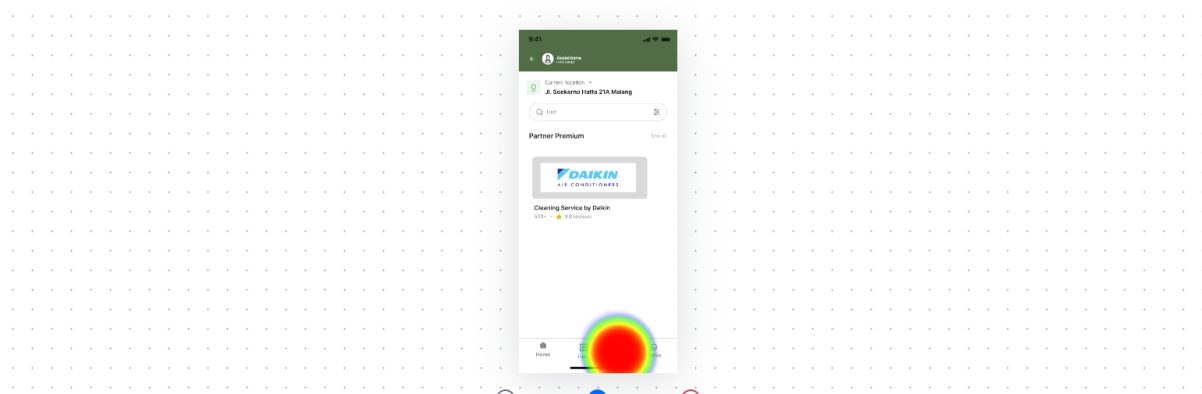 9:41
AssistHome
Current location
Jl. Soekarno Hatta 21A Malang
Partner Premium
See all
DAIKIN
AIR CONDITIONERS
Cleaning Service by Daikin
4.8 reviews
Home